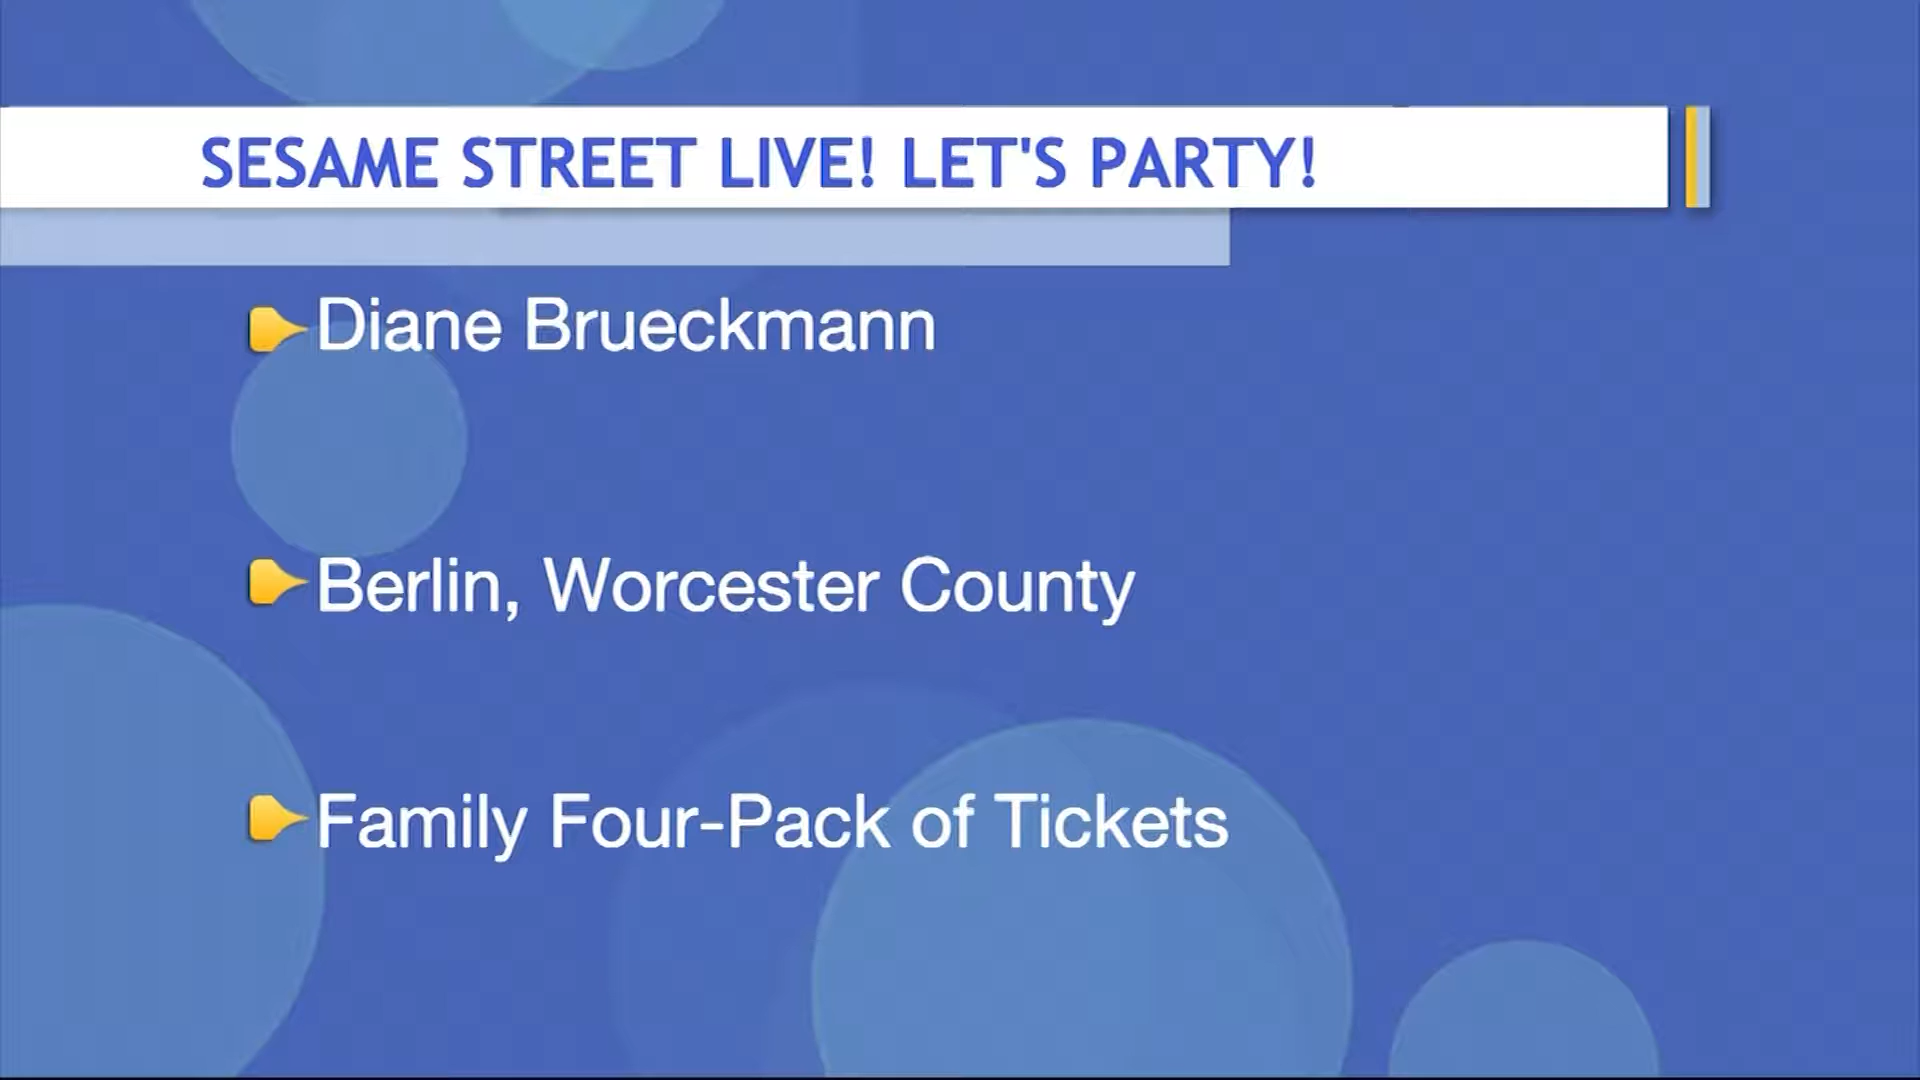 SESAME STREET LIVE! LET'S PARTY!
Diane Brueckmann
Berlin, Worcester County
Family Four-Pack of Tickets